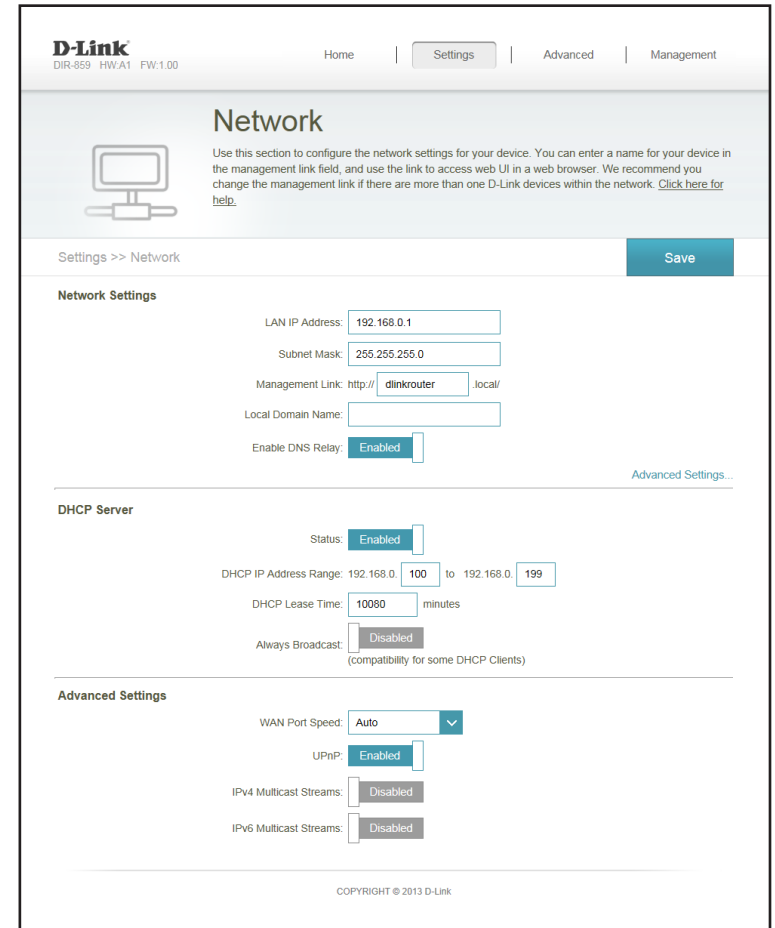 D-Link
DIR-859 HW:A1 FW:1.00
Home
Settings
Advanced
Management
Network
Use this section to configure the network settings for your device. You can enter a name for your device in
the management link field, and use the link to access web UI in a web browser. We recommend you
change the management link if there are more than one D-Link devices within the network. Click here for
help.
Settings >> Network
Save
Network Settings
LAN IP Address: 192.168.0.1
Subnet Mask: 255.255.255.0
Management Link: http:// dlinkrouter .local/
Local Domain Name:
Enable DNS Relay: Enabled
Advanced Settings...
DHCP Server
Status: Enabled
DHCP IP Address Range: 192.168.0. 100 to 192.168.0. 199
DHCP Lease Time: 10080 minutes
Always Broadcast: Disabled
(compatibility for some DHCP Clients)
Advanced Settings
WAN Port Speed: Auto
UPnP: Enabled
IPv4 Multicast Streams: Disabled
IPv6 Multicast Streams: Disabled
COPYRIGHT © 2013 D-Link